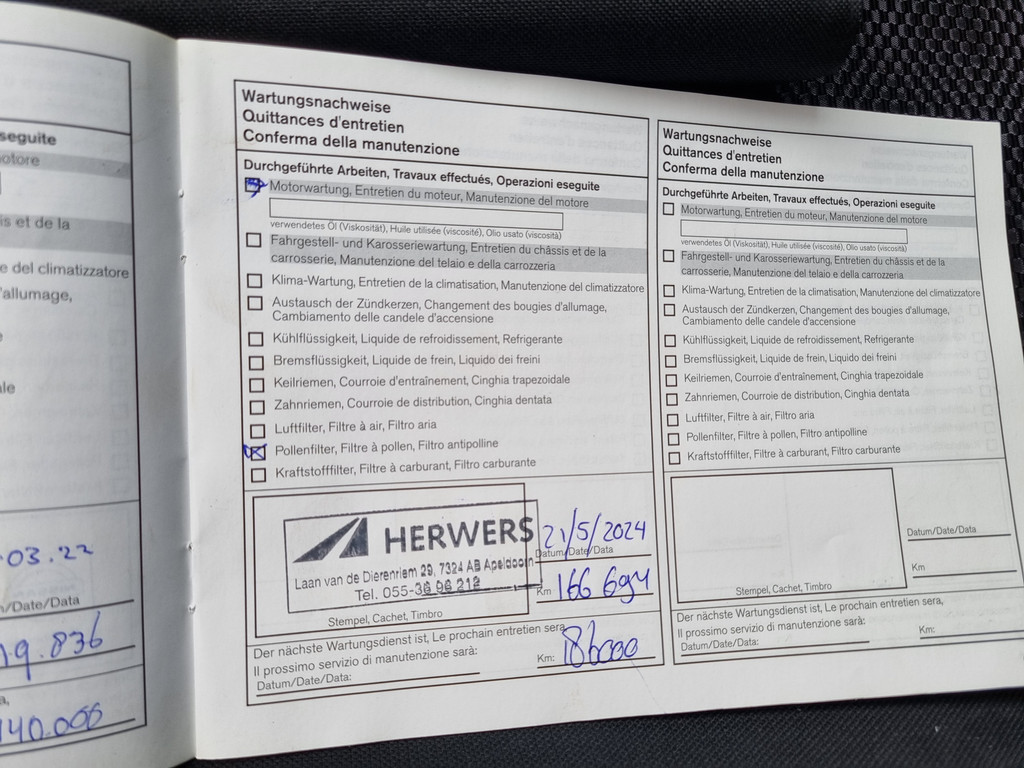 eseguite
motore
is et de la
e del climatizzatore
'allumage,
03.22
/Date/Data
19.836
140.000
Wartungsnachweise
Quittances d'entretien
Conferma della manutenzione
Durchgeführte Arbeiten, Travaux effectués, Operazioni eseguite
Motorwartung, Entretien du moteur, Manutenzione del motore
verwendetes Öl (Viskosität), Huile utilisée (viscosité), Olio usato (viscosità)
Fahrgestell- und Karosseriewartung, Entretien du châssis et de la
carrosserie, Manutenzione del telaio e della carrozzeria
Klima-Wartung, Entretien de la climatisation, Manutenzione del climatizzatore
Austausch der Zündkerzen, Changement des bougies d'allumage,
Cambiamento delle candele d'accensione
Kühlflüssigkeit, Liquide de refroidissement, Refrigerante
Bremsflüssigkeit, Liquide de frein, Liquido dei freini
Keilriemen, Courroie d'entraînement, Cinghia trapezoidale
Zahnriemen, Courroie de distribution, Cinghia dentata
Luftfilter, Filtre à air, Filtro aria
Pollenfilter, Filtre à pollen, Filtro antipolline
Kraftstofffilter, Filtre à carburant, Filtro carburante
HERWERS
Laan van de Dierenriem 29, 7324 AB Apeldoorn
Tel. 055-36 96 212
Stempel, Cachet, Timbro
21/5/2024
Datum/Date/Data
Km 166 694
Der nächste Wartungsdienst ist, Le prochain entretien sera,
Il prossimo servizio di manutenzione sarà:
Datum/Date/Data:
Km: 186000
Wartungsnachweise
Quittances d'entretien
Conferma della manutenzione
Durchgeführte Arbeiten, Travaux effectués, Operazioni eseguite
Motorwartung, Entretien du moteur, Manutenzione del motore
verwendetes Öl (Viskosität), Huile utilisée (viscosité), Olio usato (viscosità)
Fahrgestell- und Karosseriewartung, Entretien du châssis et de la
carrosserie, Manutenzione del telaio e della carrozzeria
Klima-Wartung, Entretien de la climatisation, Manutenzione del climatizzatore
Austausch der Zündkerzen, Changement des bougies d'allumage,
Cambiamento delle candele d'accensione
Kühlflüssigkeit, Liquide de refroidissement, Refrigerante
Bremsflüssigkeit, Liquide de frein, Liquido dei freini
Keilriemen, Courroie d'entraînement, Cinghia trapezoidale
Zahnriemen, Courroie de distribution, Cinghia dentata
Luftfilter, Filtre à air, Filtro aria
Pollenfilter, Filtre à pollen, Filtro antipolline
Kraftstofffilter, Filtre à carburant, Filtro carburante
Stempel, Cachet, Timbro
Datum/Date/Data
Km
Der nächste Wartungsdienst ist, Le prochain entretien sera,
Il prossimo servizio di manutenzione sarà:
Datum/Date/Data:
Km: